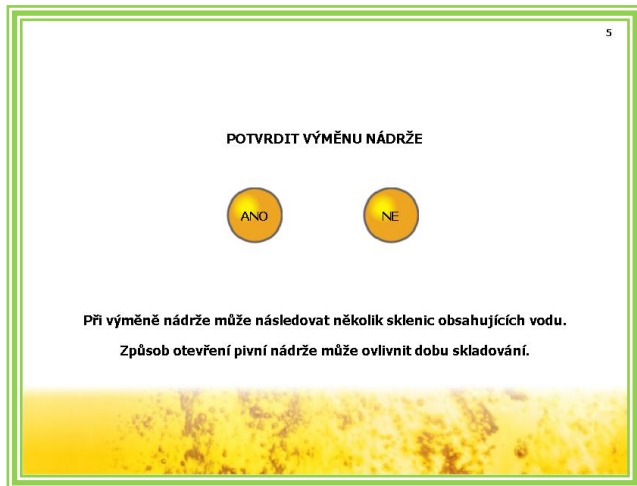 5
POTVRDIT VÝMĚNU NÁDRŽE
ANO
NE
Při výměně nádrže může následovat několik sklenic obsahujících vodu.
Způsob otevření pivní nádrže může ovlivnit dobu skladování.